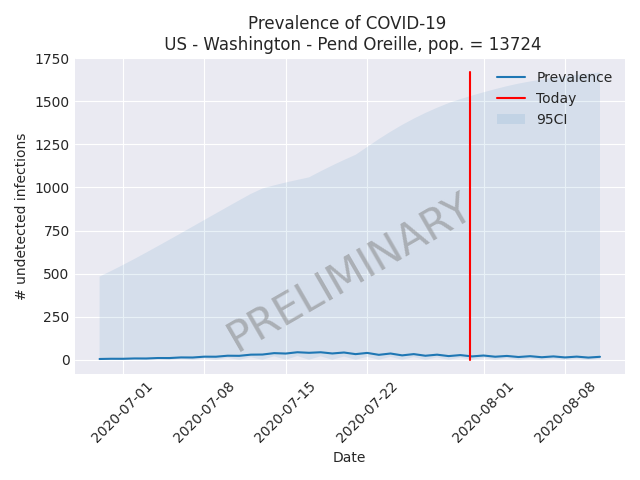 Prevalence of COVID-19
US - Washington - Pend Oreille, pop. = 13724
1750
1500
1250
1000
750
500
250
0
# undetected infections
Prevalence
Today
95CI
PRELIMINARY
2020-07-01
2020-07-08
2020-07-15
2020-07-22
2020-08-01
2020-08-08
Date